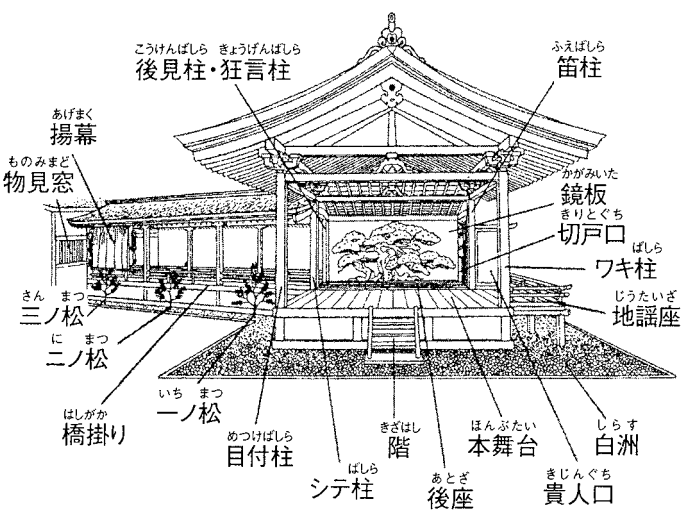 こうけんばしら きょうげんばしら
後見柱・狂言柱
ふえばしら
笛柱
あげまく
揚幕
ものみまど
物見窓
かがみいた
鏡板
きりとぐち
切戸口
ばしら
ワキ柱
じうたいざ
地謡座
さん まつ
三ノ松
に まつ
二ノ松
いち まつ
一ノ松
はしがか
橋掛り
めつけばしら
目付柱
ばしら
シテ柱
きざはし
階
あとざ
後座
ほんぶたい
本舞台
きじんぐち
貴人口
しらす
白洲